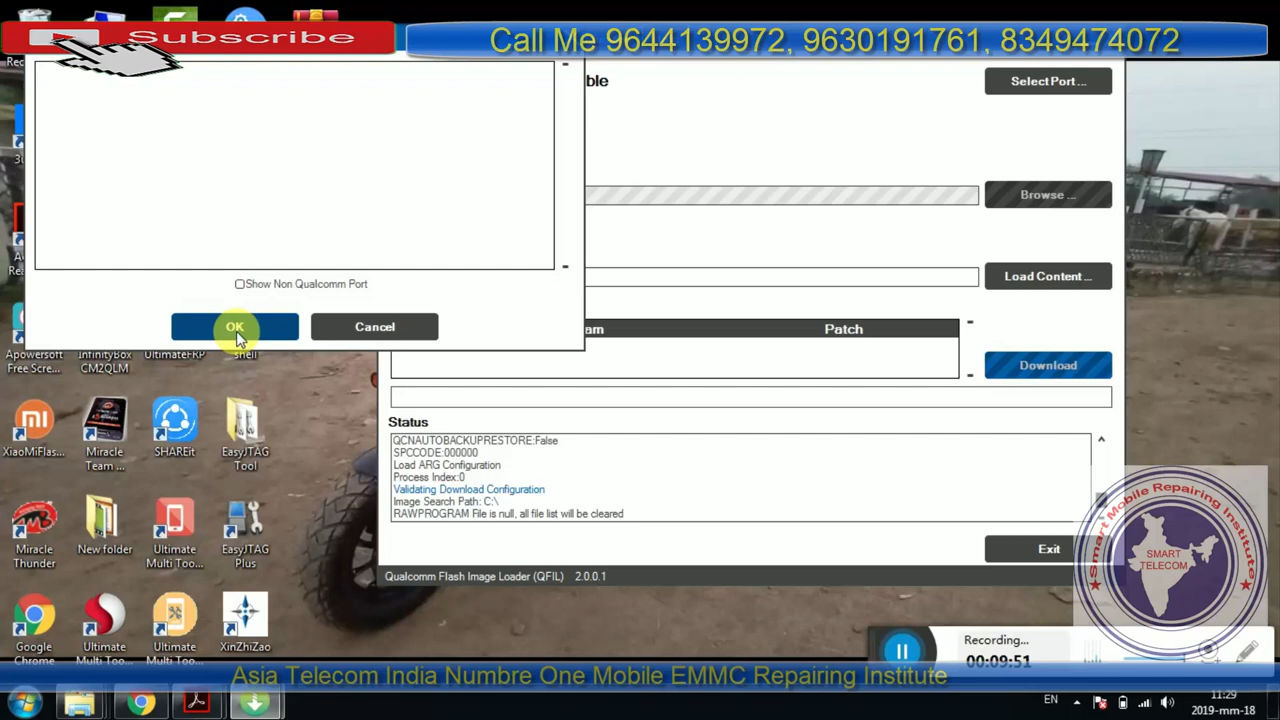 Subscribe
Call Me 9644139972, 9630191761, 8349474072
Rec
ble
Select Port ...
Browse ...
Show Non Qualcomm Port
Load Content ...
OK
Cancel
am
Patch
Download
Apowersoft
Free Scre...
InfinityBox
CM2QLM
UltimateFRP
shell
Status
QCNAUTOBACKUPRESTORE:False
SPCCODE:000000
Load ARG Configuration
Process Index:0
Validating Download Configuration
Image Search Path: C:\
RAWPROGRAM File is null, all file list will be cleared
XiaoMiFlas...
Miracle
Team ...
SHAREit
EasyJTAG
Tool
Miracle
Thunder
New folder
Ultimate
Multi Too...
EasyJTAG
Plus
Exit
Qualcomm Flash Image Loader (QFIL) 2.0.0.1
Smart Mobile Repairing Institute
SMART
TELECOM
Google
Chrome
Ultimate
Multi Too...
Ultimate
Multi Too...
XinZhiZao
Recording...
00:09:51
Asia Telecom India Numbre One Mobile EMMC Repairing Institute
EN
11:29
2019-mm-18